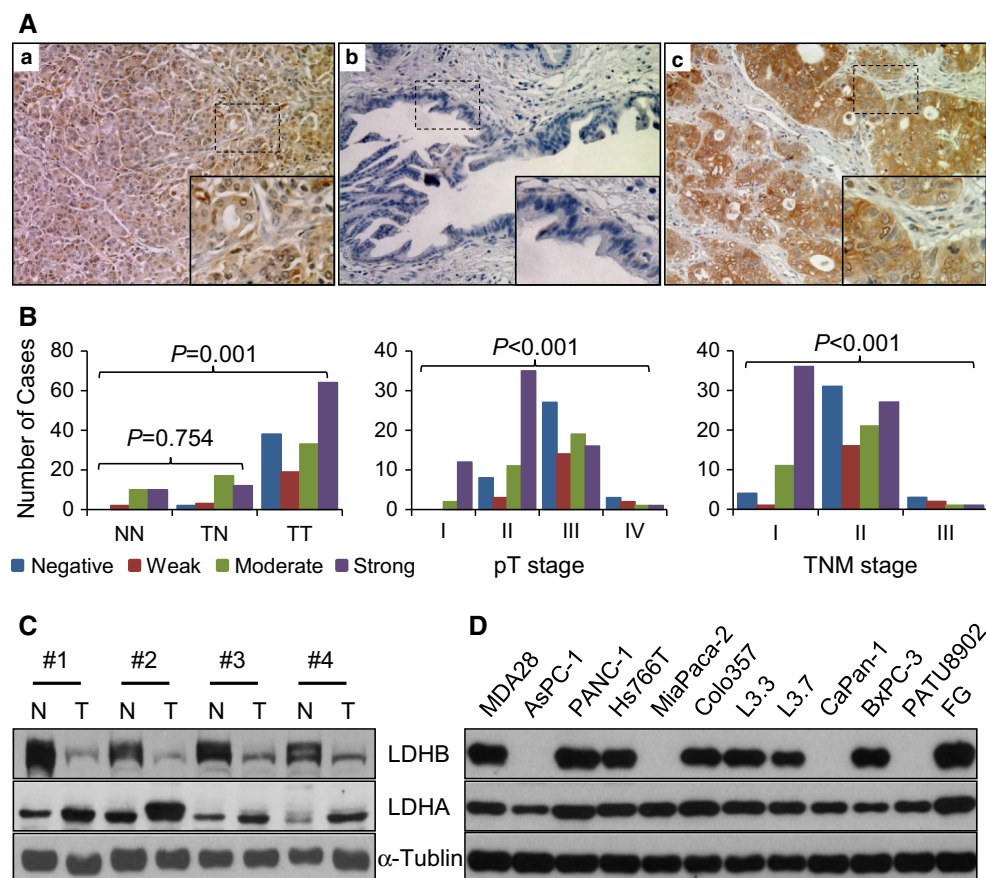 A
a
b
c
B
Number of Cases
80
60
40
20
0
P=0.001
P=0.754
NN TN TT
40
30
20
10
0
P<0.001
I II III IV
pT stage
40
30
20
10
0
P<0.001
I II III
TNM stage
Negative Weak Moderate Strong
C
#1 #2 #3 #4
N T N T N T N T
LDHB
LDHA
α-Tublin
D
MDA28
AsPC-1
PANC-1
Hs766T
MiaPaca-2
Colo357
L3.3
L3.7
CaPan-1
BxPC-3
PATU8902
FG